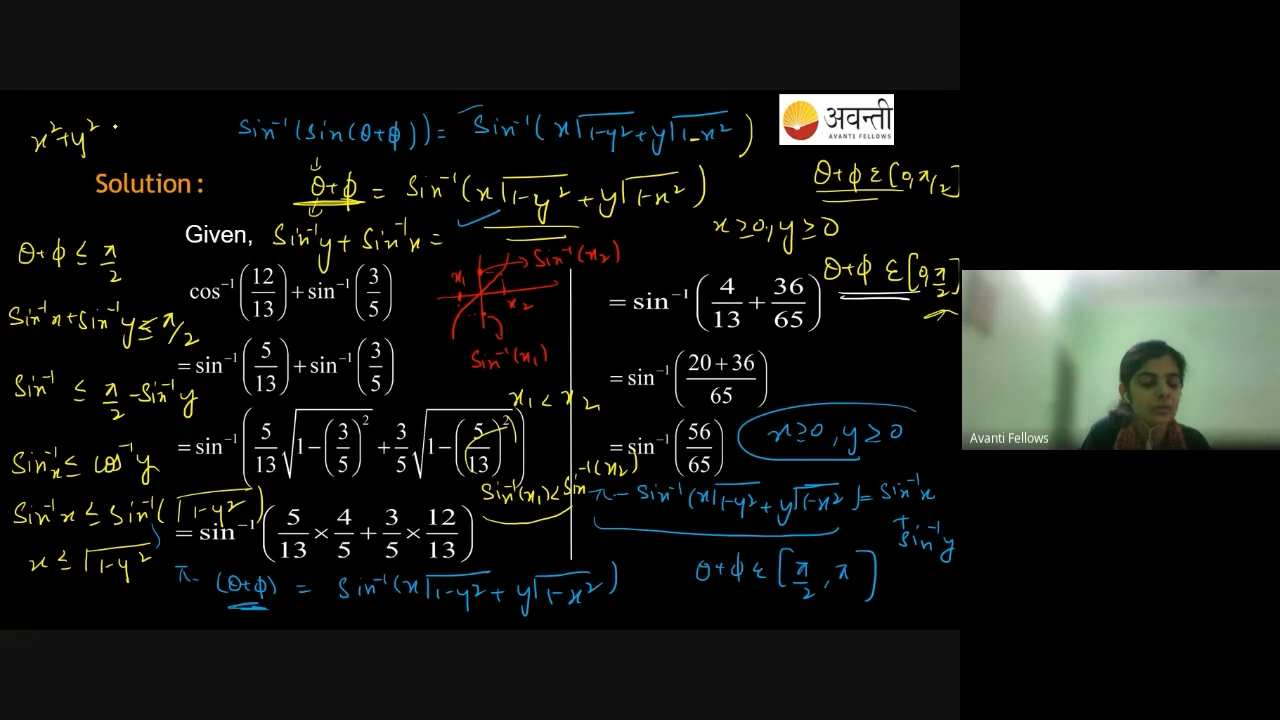 x²+y²
Sin⁻¹(Sin(θ+ϕ)) = Sin⁻¹(x√1-y² + y√1-x²)
अवन्ती
AVANTI FELLOWS
Solution :
θ+ϕ = Sin⁻¹(x√1-y² + y√1-x²)
θ+ϕ ε [0,π/2]
x≥0, y≥0
Given,
Sin⁻¹y + Sin⁻¹x =
θ+ϕ ≤ π/2
θ+ϕ ε [0,π/2]
cos⁻¹(12/13) + sin⁻¹(3/5)
x₁
x₂
Sin⁻¹(x₂)
Sin⁻¹(x₁)
Sin⁻¹x + Sin⁻¹y ≤ π/2
= sin⁻¹(5/13) + sin⁻¹(3/5)
Sin⁻¹ ≤ π/2 - Sin⁻¹y
x₁ < x₂
= sin⁻¹(5/13 √1-(3/5)² + 3/5 √1-(5/13)²)
Sin⁻¹x ≤ cos⁻¹y
Sin⁻¹(x₁) < Sin⁻¹(x₂)
Sin⁻¹x ≤ Sin⁻¹(√1-y²)
= sin⁻¹(5/13 × 4/5 + 3/5 × 12/13)
x ≤ √1-y²
π- (θ+ϕ) = Sin⁻¹(x√1-y² + y√1-x²)
= sin⁻¹(4/13 + 36/65)
= sin⁻¹(20+36/65)
= sin⁻¹(56/65)
x≥0, y≥0
π- Sin⁻¹(x√1-y² + y√1-x²) = Sin⁻¹x
+
Sin⁻¹y
θ+ϕ ε [π/2, π]
Avanti Fellows